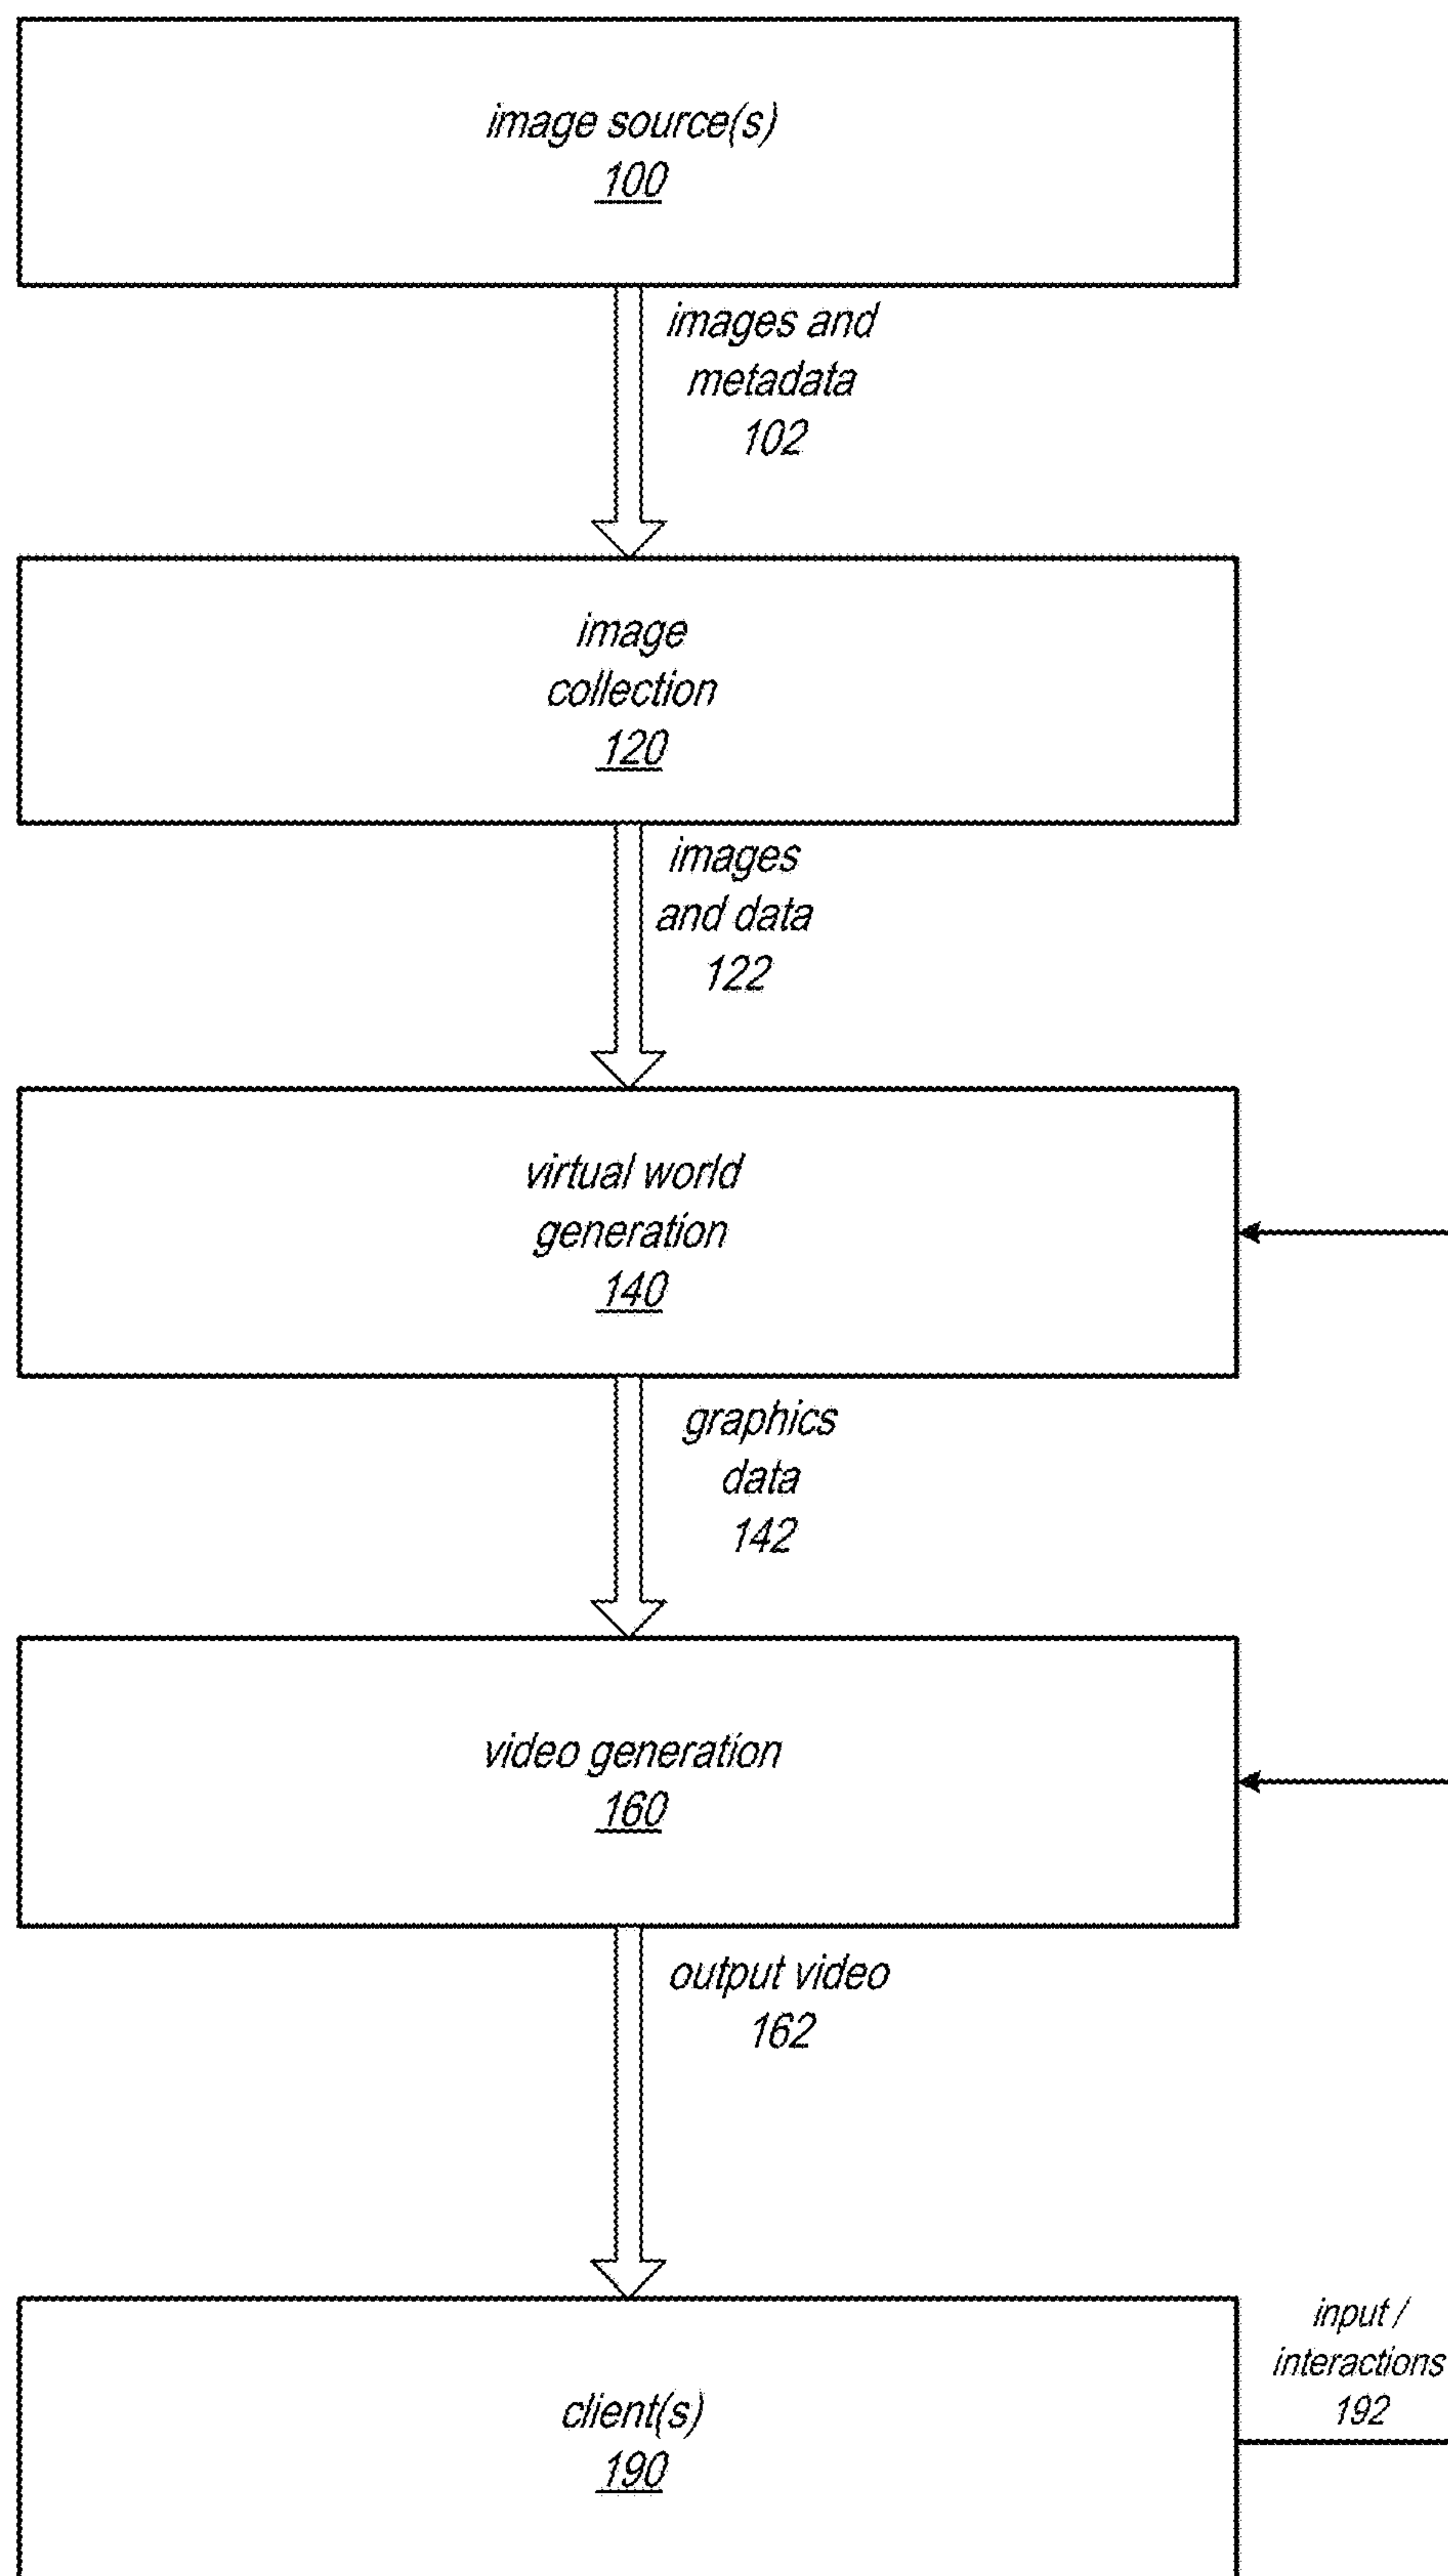 image source(s)
100
images and
metadata
102
image
collection
120
images
and data
122
virtual world
generation
140
graphics
data
142
video generation
160
output video
162
input /
interactions
192
client(s)
190